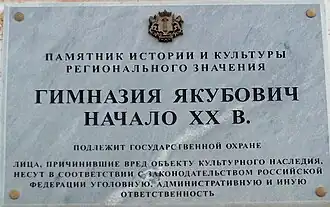 ПАМЯТНИК ИСТОРИИ И КУЛЬТУРЫ
РЕГИОНАЛЬНОГО ЗНАЧЕНИЯ
ГИМНАЗИЯ ЯКУБОВИЧ
НАЧАЛО XX В.
ПОДЛЕЖИТ ГОСУДАРСТВЕННОЙ ОХРАНЕ
ЛИЦА, ПРИЧИНИВШИЕ ВРЕД ОБЪЕКТУ КУЛЬТУРНОГО НАСЛЕДИЯ,
НЕСУТ В СООТВЕТСТВИИ С ЗАКОНОДАТЕЛЬСТВОМ РОССИЙСКОЙ
ФЕДЕРАЦИИ УГОЛОВНУЮ, АДМИНИСТРАТИВНУЮ И ИНУЮ
ОТВЕТСТВЕННОСТЬ